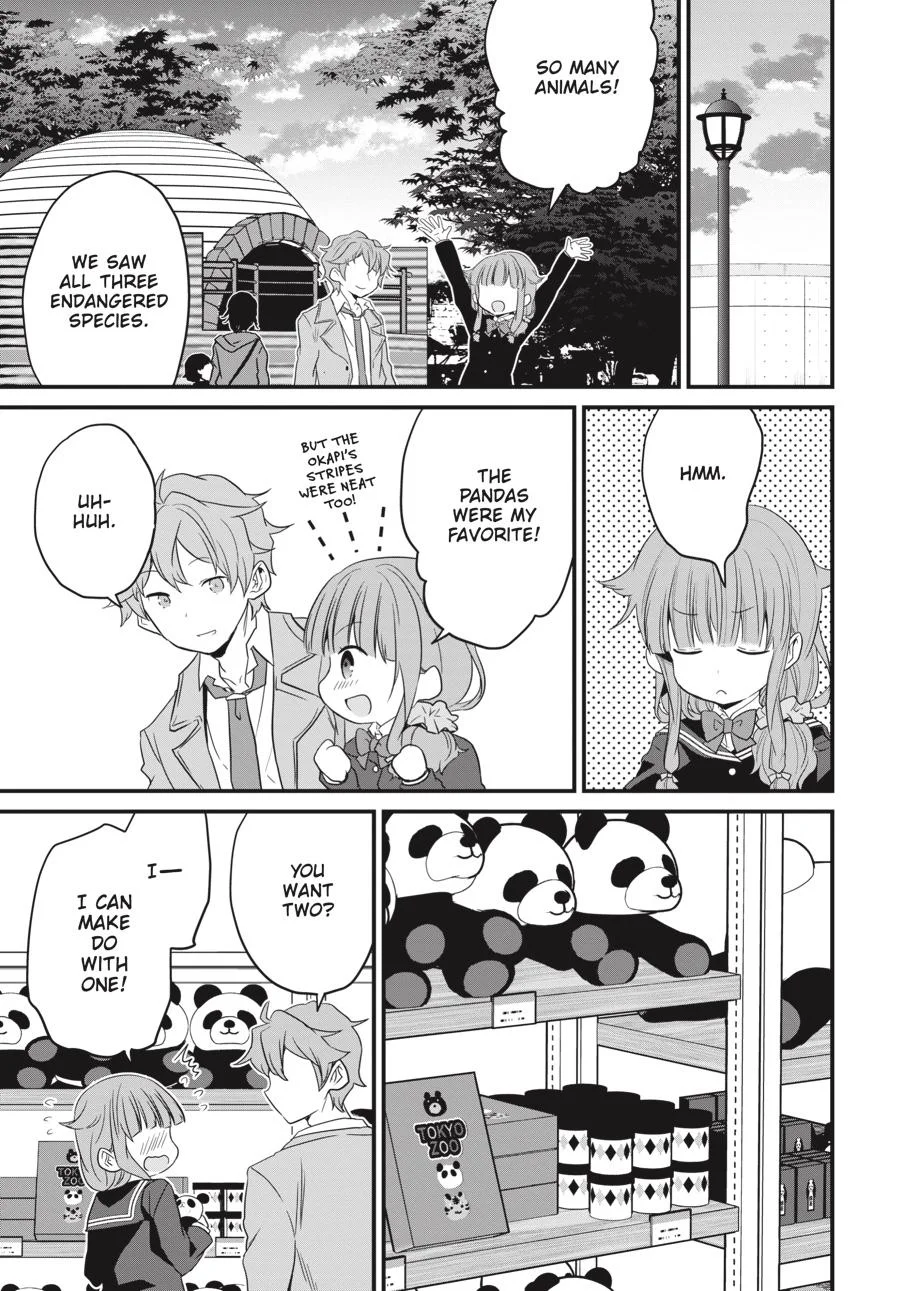 SO MANY
ANIMALS!
WE SAW
ALL THREE
ENDANGERED
SPECIES.
HMM.
THE
PANDAS
WERE MY
FAVORITE!
BUT THE
OKAPI'S
STRIPES
WERE NEAT
TOO!
UH-
HUH.
TOKYO
ZOO
YOU
WANT
TWO?
I—
I CAN
MAKE
DO
WITH
ONE!
TOKYO
ZOO